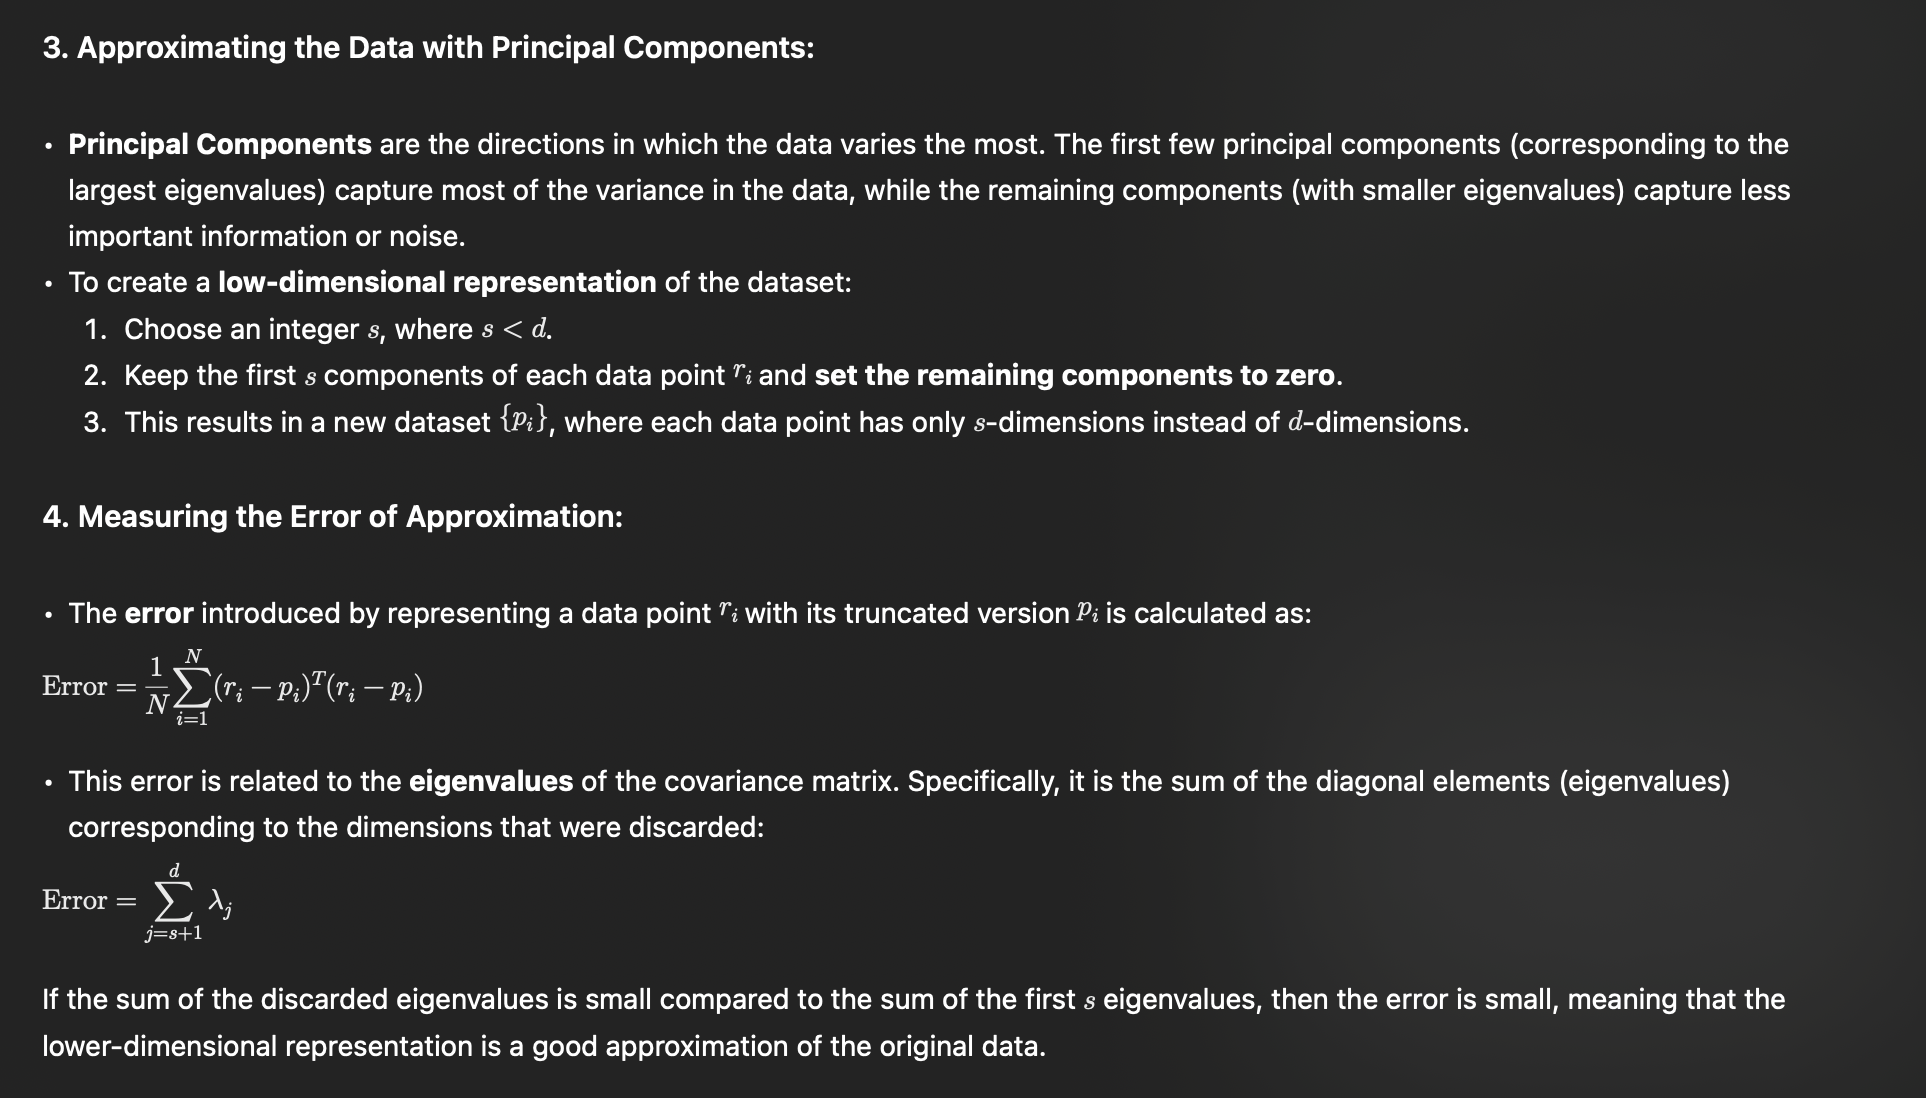 3. Approximating the Data with Principal Components:
• Principal Components are the directions in which the data varies the most. The first few principal components (corresponding to the
largest eigenvalues) capture most of the variance in the data, while the remaining components (with smaller eigenvalues) capture less
important information or noise.
• To create a low-dimensional representation of the dataset:
1. Choose an integer s, where s < d.
2. Keep the first s components of each data point r_i and set the remaining components to zero.
3. This results in a new dataset {p_i}, where each data point has only s-dimensions instead of d-dimensions.
4. Measuring the Error of Approximation:
• The error introduced by representing a data point r_i with its truncated version p_i is calculated as:
Error = \frac{1}{N} \sum_{i=1}^{N} (r_i − p_i)^T (r_i − p_i)
• This error is related to the eigenvalues of the covariance matrix. Specifically, it is the sum of the diagonal elements (eigenvalues)
corresponding to the dimensions that were discarded:
Error = \sum_{j=s+1}^{d} λ_j
If the sum of the discarded eigenvalues is small compared to the sum of the first s eigenvalues, then the error is small, meaning that the
lower-dimensional representation is a good approximation of the original data.